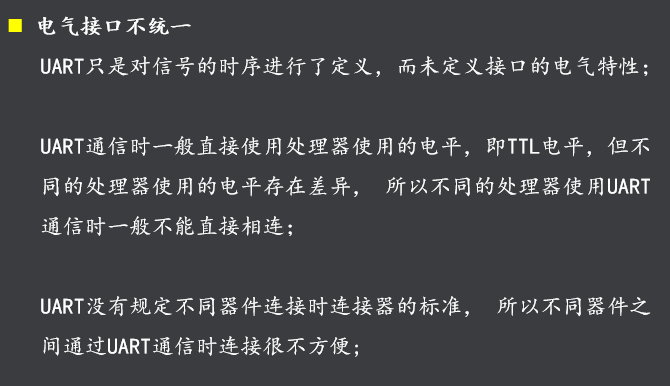 电气接口不统一
UART只是对信号的时序进行了定义，而未定义接口的电气特性；
UART通信时一般直接使用处理器使用的电平，即TTL电平，但不
同的处理器使用的电平存在差异， 所以不同的处理器使用UART
通信时一般不能直接相连；
UART没有规定不同器件连接时连接器的标准， 所以不同器件之
间通过UART通信时连接很不方便；